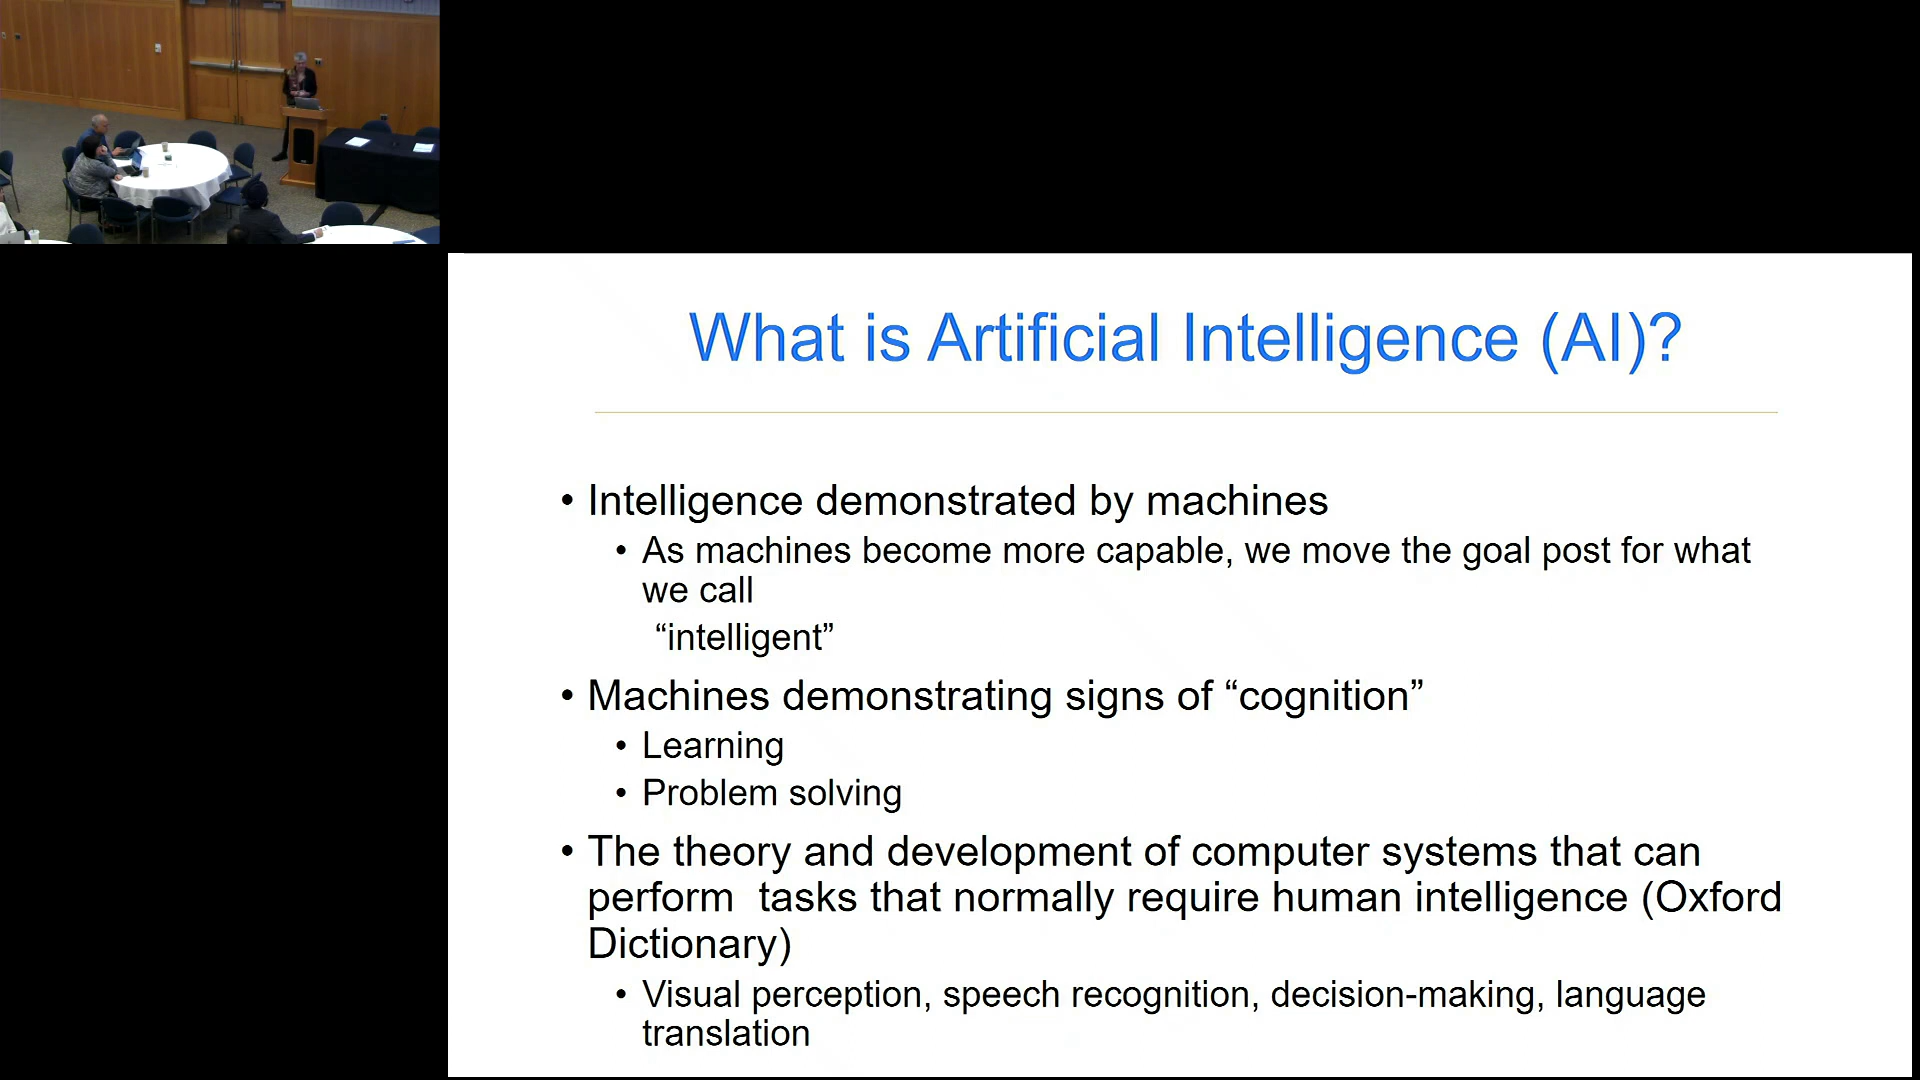 What is Artificial Intelligence (AI)?
• Intelligence demonstrated by machines
• As machines become more capable, we move the goal post for what
we call
“intelligent”
• Machines demonstrating signs of “cognition”
• Learning
• Problem solving
• The theory and development of computer systems that can
perform  tasks that normally require human intelligence (Oxford
Dictionary)
• Visual perception, speech recognition, decision-making, language
translation